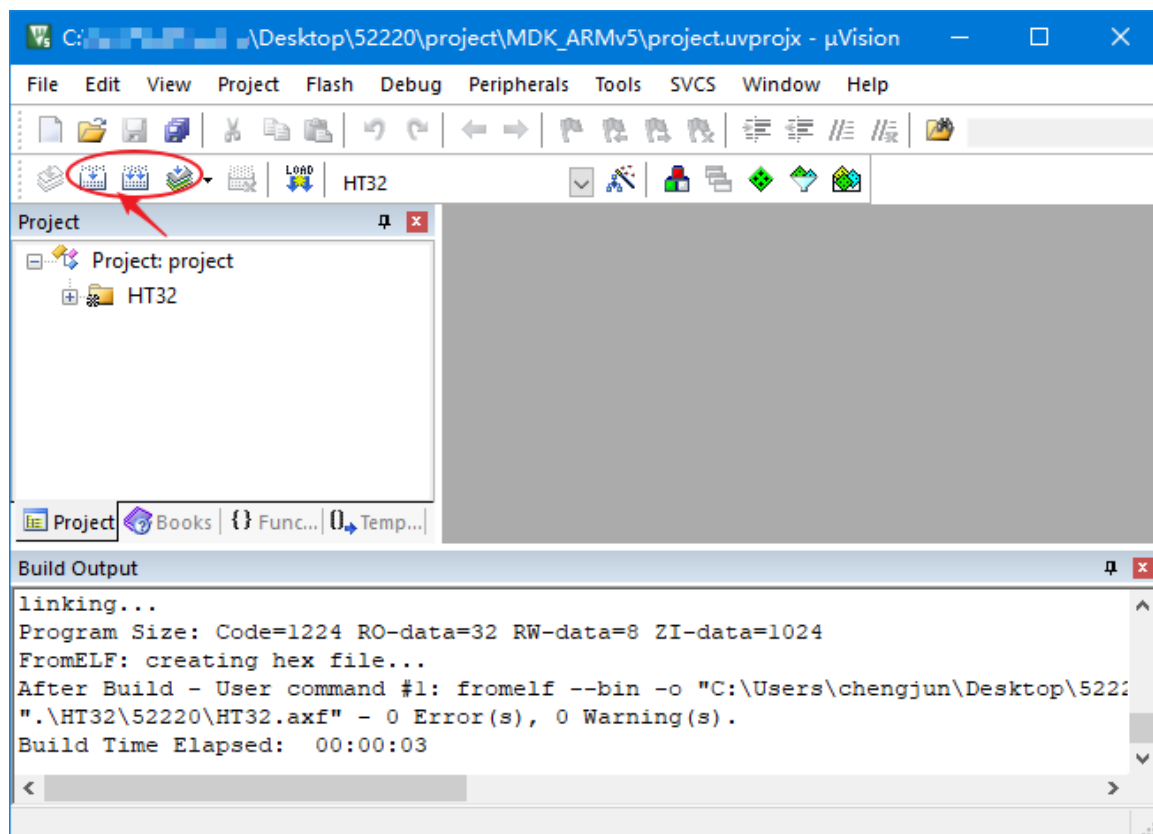 C:\Desktop\52220\project\MDK_ARMv5\project.uvprojx - µVision
File Edit View Project Flash Debug Peripherals Tools SVCS Window Help
LOAD HT32
Project
Project: project
HT32
Project Books {} Func... Temp...
Build Output
linking...
Program Size: Code=1224 RO-data=32 RW-data=8 ZI-data=1024
FromELF: creating hex file...
After Build - User command #1: fromelf --bin -o "C:\Users\chengjun\Desktop\5222
".\HT32\52220\HT32.axf" - 0 Error(s), 0 Warning(s).
Build Time Elapsed:  00:00:03